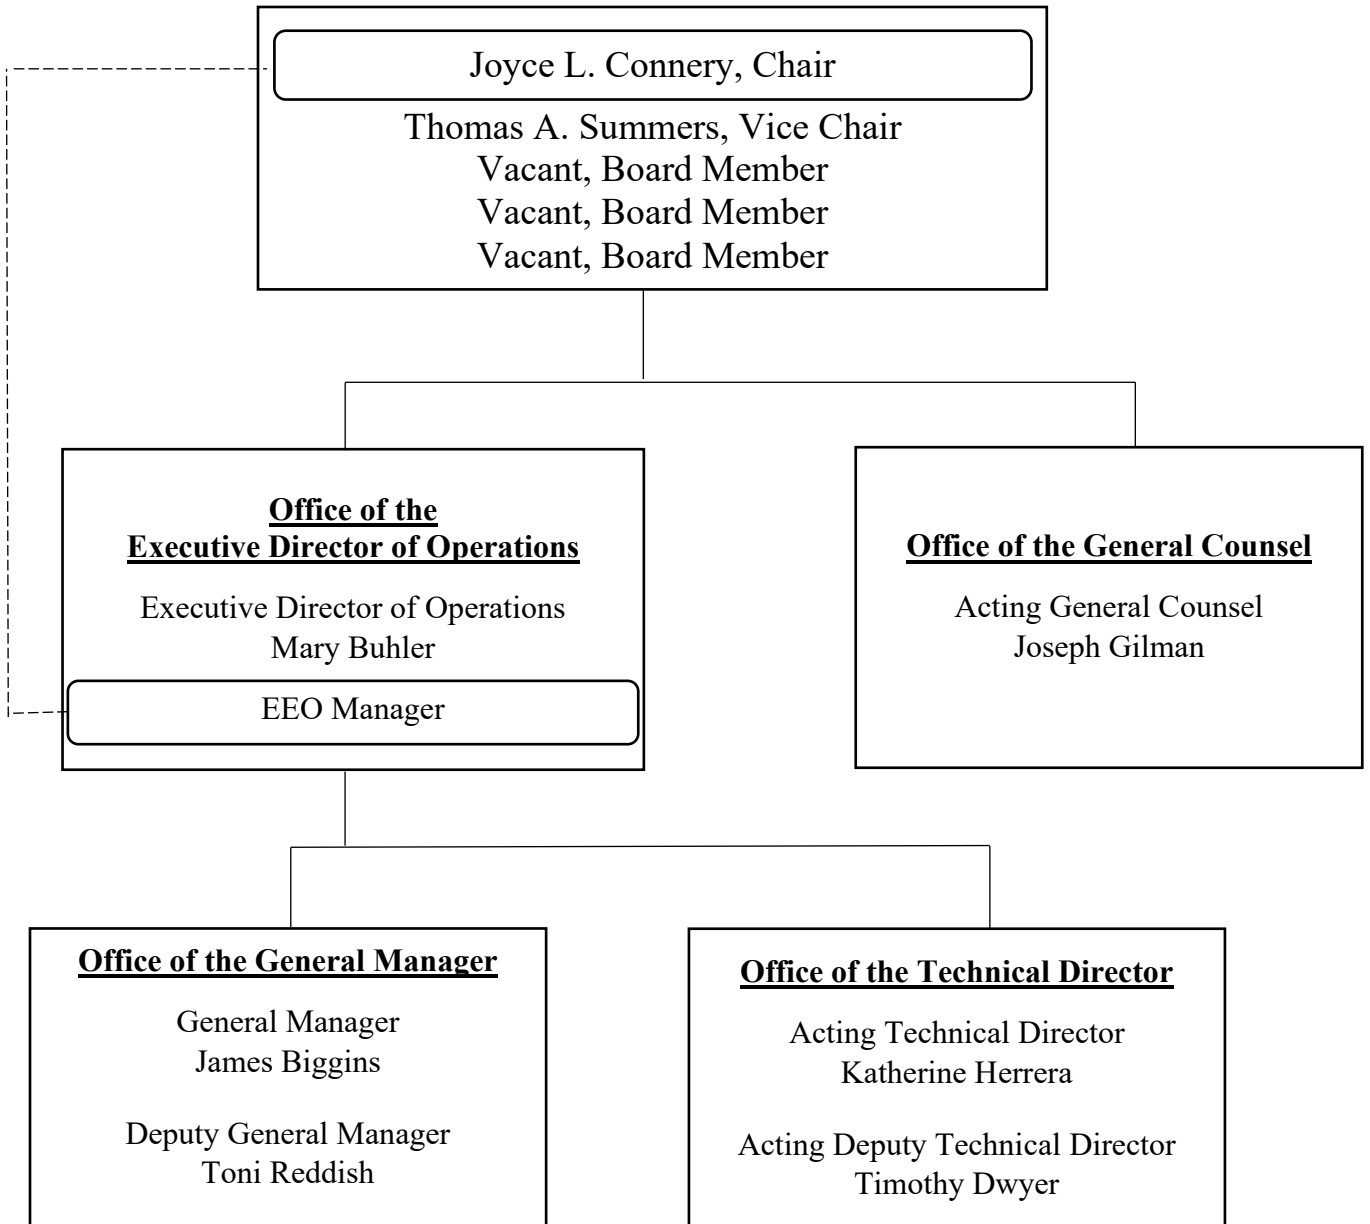 Joyce L. Connery, Chair
Thomas A. Summers, Vice Chair
Vacant, Board Member
Vacant, Board Member
Vacant, Board Member
Office of the
Executive Director of Operations
Executive Director of Operations
Mary Buhler
EEO Manager
Office of the General Counsel
Acting General Counsel
Joseph Gilman
Office of the General Manager
General Manager
James Biggins
Deputy General Manager
Toni Reddish
Office of the Technical Director
Acting Technical Director
Katherine Herrera
Acting Deputy Technical Director
Timothy Dwyer